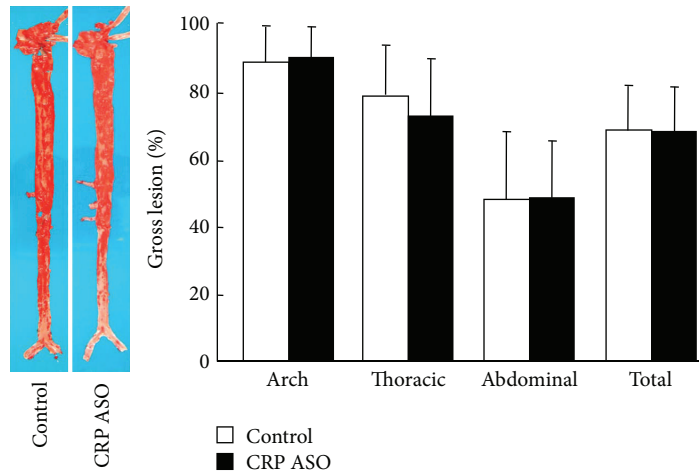 Control
CRP ASO
Gross lesion (%)
100
80
60
40
20
0
Arch
Thoracic
Abdominal
Total
Control
CRP ASO